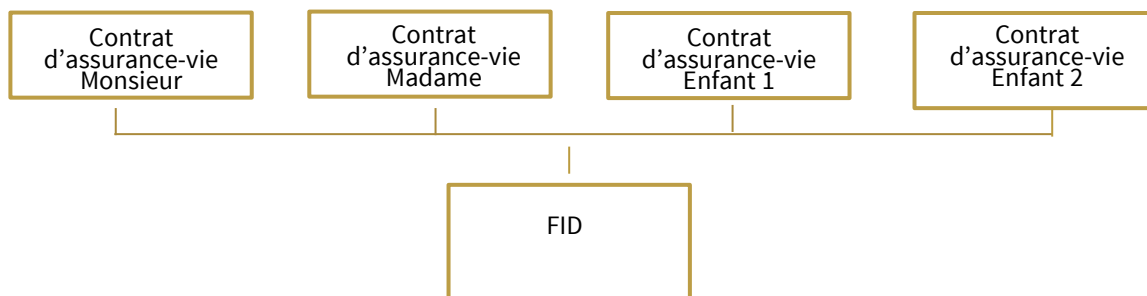 Contrat
d’assurance-vie
Monsieur
Contrat
d’assurance-vie
Madame
Contrat
d’assurance-vie
Enfant 1
Contrat
d’assurance-vie
Enfant 2
FID